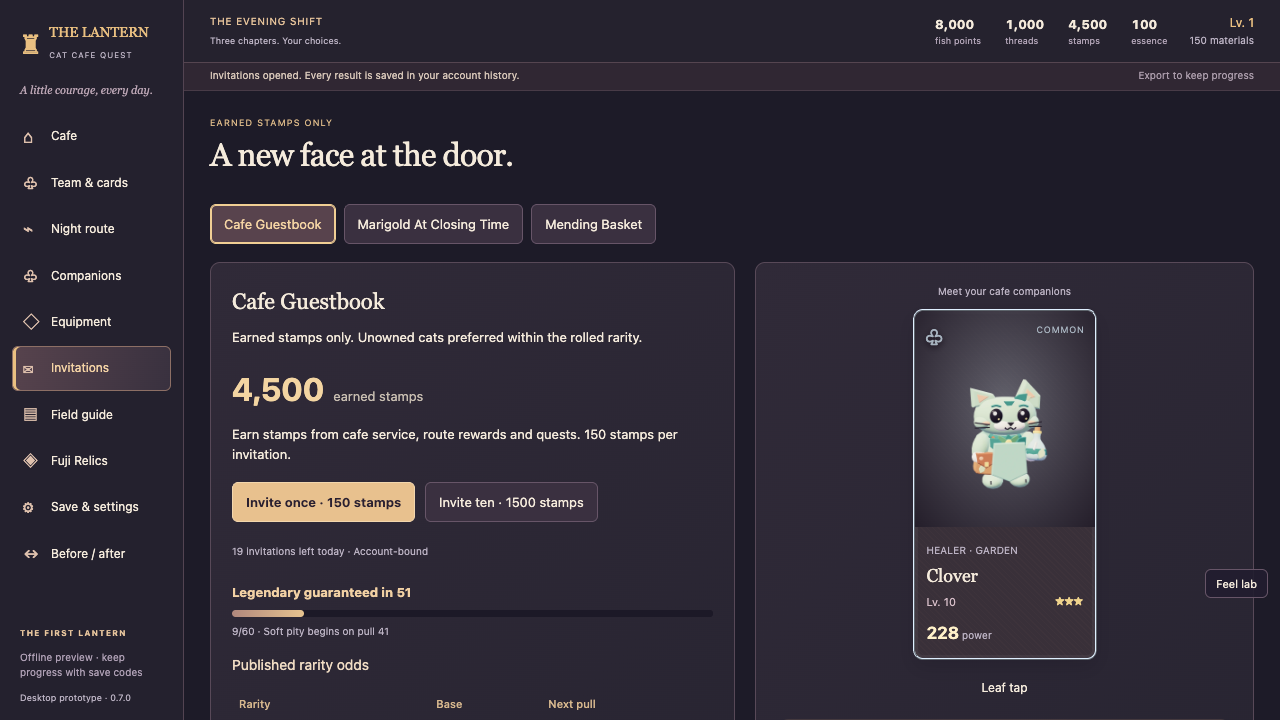 THE LANTERN
CAT CAFE QUEST
A little courage, every day.
Cafe
Team & cards
Night route
Companions
Equipment
Invitations
Field guide
Fuji Relics
Save & settings
Before / after
THE FIRST LANTERN
Offline preview · keep
progress with save codes
Desktop prototype · 0.7.0
THE EVENING SHIFT
Three chapters. Your choices.
8,000
fish points
1,000
threads
4,500
stamps
100
essence
Lv. 1
150 materials
Invitations opened. Every result is saved in your account history.
Export to keep progress
EARNED STAMPS ONLY
A new face at the door.
Cafe Guestbook
Marigold At Closing Time
Mending Basket
Cafe Guestbook
Earned stamps only. Unowned cats preferred within the rolled rarity.
4,500 earned stamps
Earn stamps from cafe service, route rewards and quests. 150 stamps per
invitation.
Invite once · 150 stamps
Invite ten · 1500 stamps
19 invitations left today · Account-bound
Legendary guaranteed in 51
9/60 · Soft pity begins on pull 41
Published rarity odds
Rarity Base Next pull
Meet your cafe companions
COMMON
HEALER · GARDEN
Clover
Lv. 10
228 power
Leaf tap
Feel lab